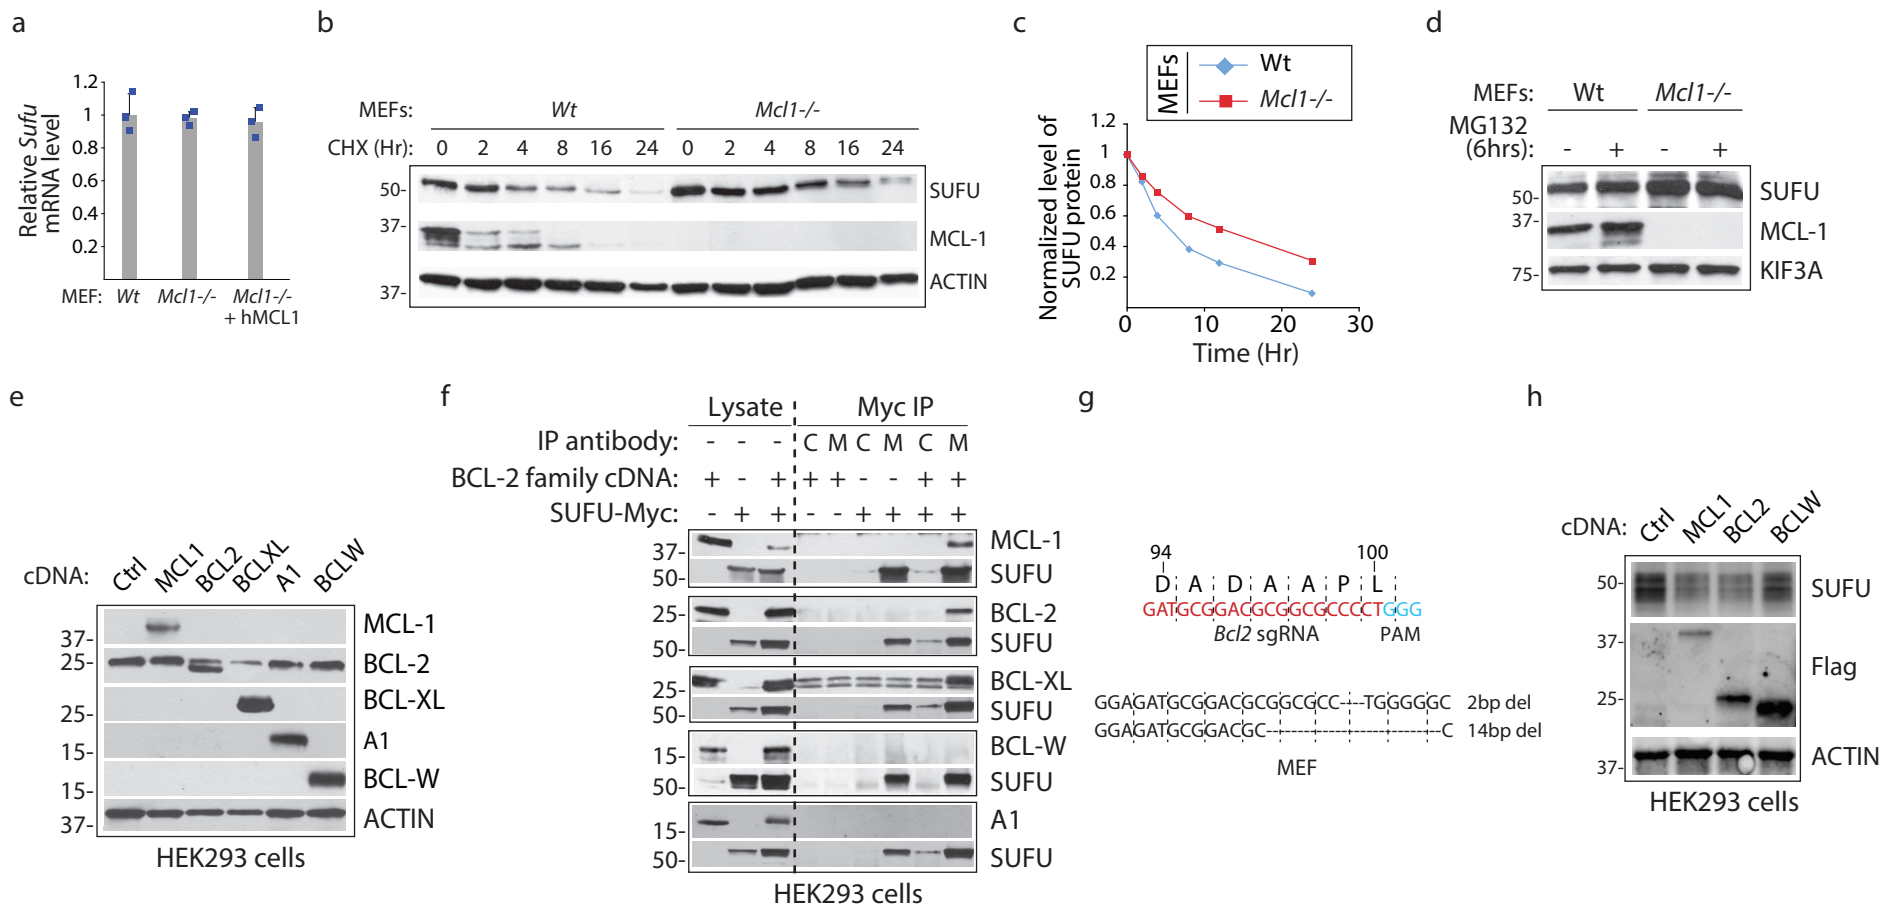 a
Relative Sufu
mRNA level
1.2
1
0.8
0.6
0.4
0.2
MEF: Wt Mcl1-/- Mcl1-/-
+ hMCL1
b
MEFs: Wt Mcl1-/-
CHX (Hr): 0 2 4 8 16 24 0 2 4 8 16 24
50- SUFU
37- MCL-1
37- ACTIN
c
MEFs
Wt
Mcl1-/-
Normalized level of
SUFU protein
1.2
1
0.8
0.6
0.4
0.2
0 10 20 30
Time (Hr)
d
MEFs: Wt Mcl1-/-
MG132
(6hrs): - + - +
50- SUFU
37- MCL-1
75- KIF3A
e
cDNA: Ctrl MCL1 BCL2 BCLXL A1 BCLW
37- MCL-1
25- BCL-2
25- BCL-XL
15- A1
15- BCL-W
37- ACTIN
HEK293 cells
f
Lysate Myc IP
IP antibody: - - - C M C M C M
BCL-2 family cDNA: + - + + + - - + +
SUFU-Myc: - + + - - + + + +
37- MCL-1
50- SUFU
25- BCL-2
50- SUFU
25- BCL-XL
50- SUFU
15- BCL-W
50- SUFU
15- A1
50- SUFU
HEK293 cells
g
94 100
D A D A A P L
GATGCGGACGCGGCGCCCCTGGG
Bcl2 sgRNA PAM
GGAGATGCGGACGCGGCGCC----TGGGGGC 2bp del
GGAGATGCGGACGC------------------------C 14bp del
MEF
h
cDNA: Ctrl MCL1 BCL2 BCLW
50- SUFU
37-
Flag
25-
37- ACTIN
HEK293 cells